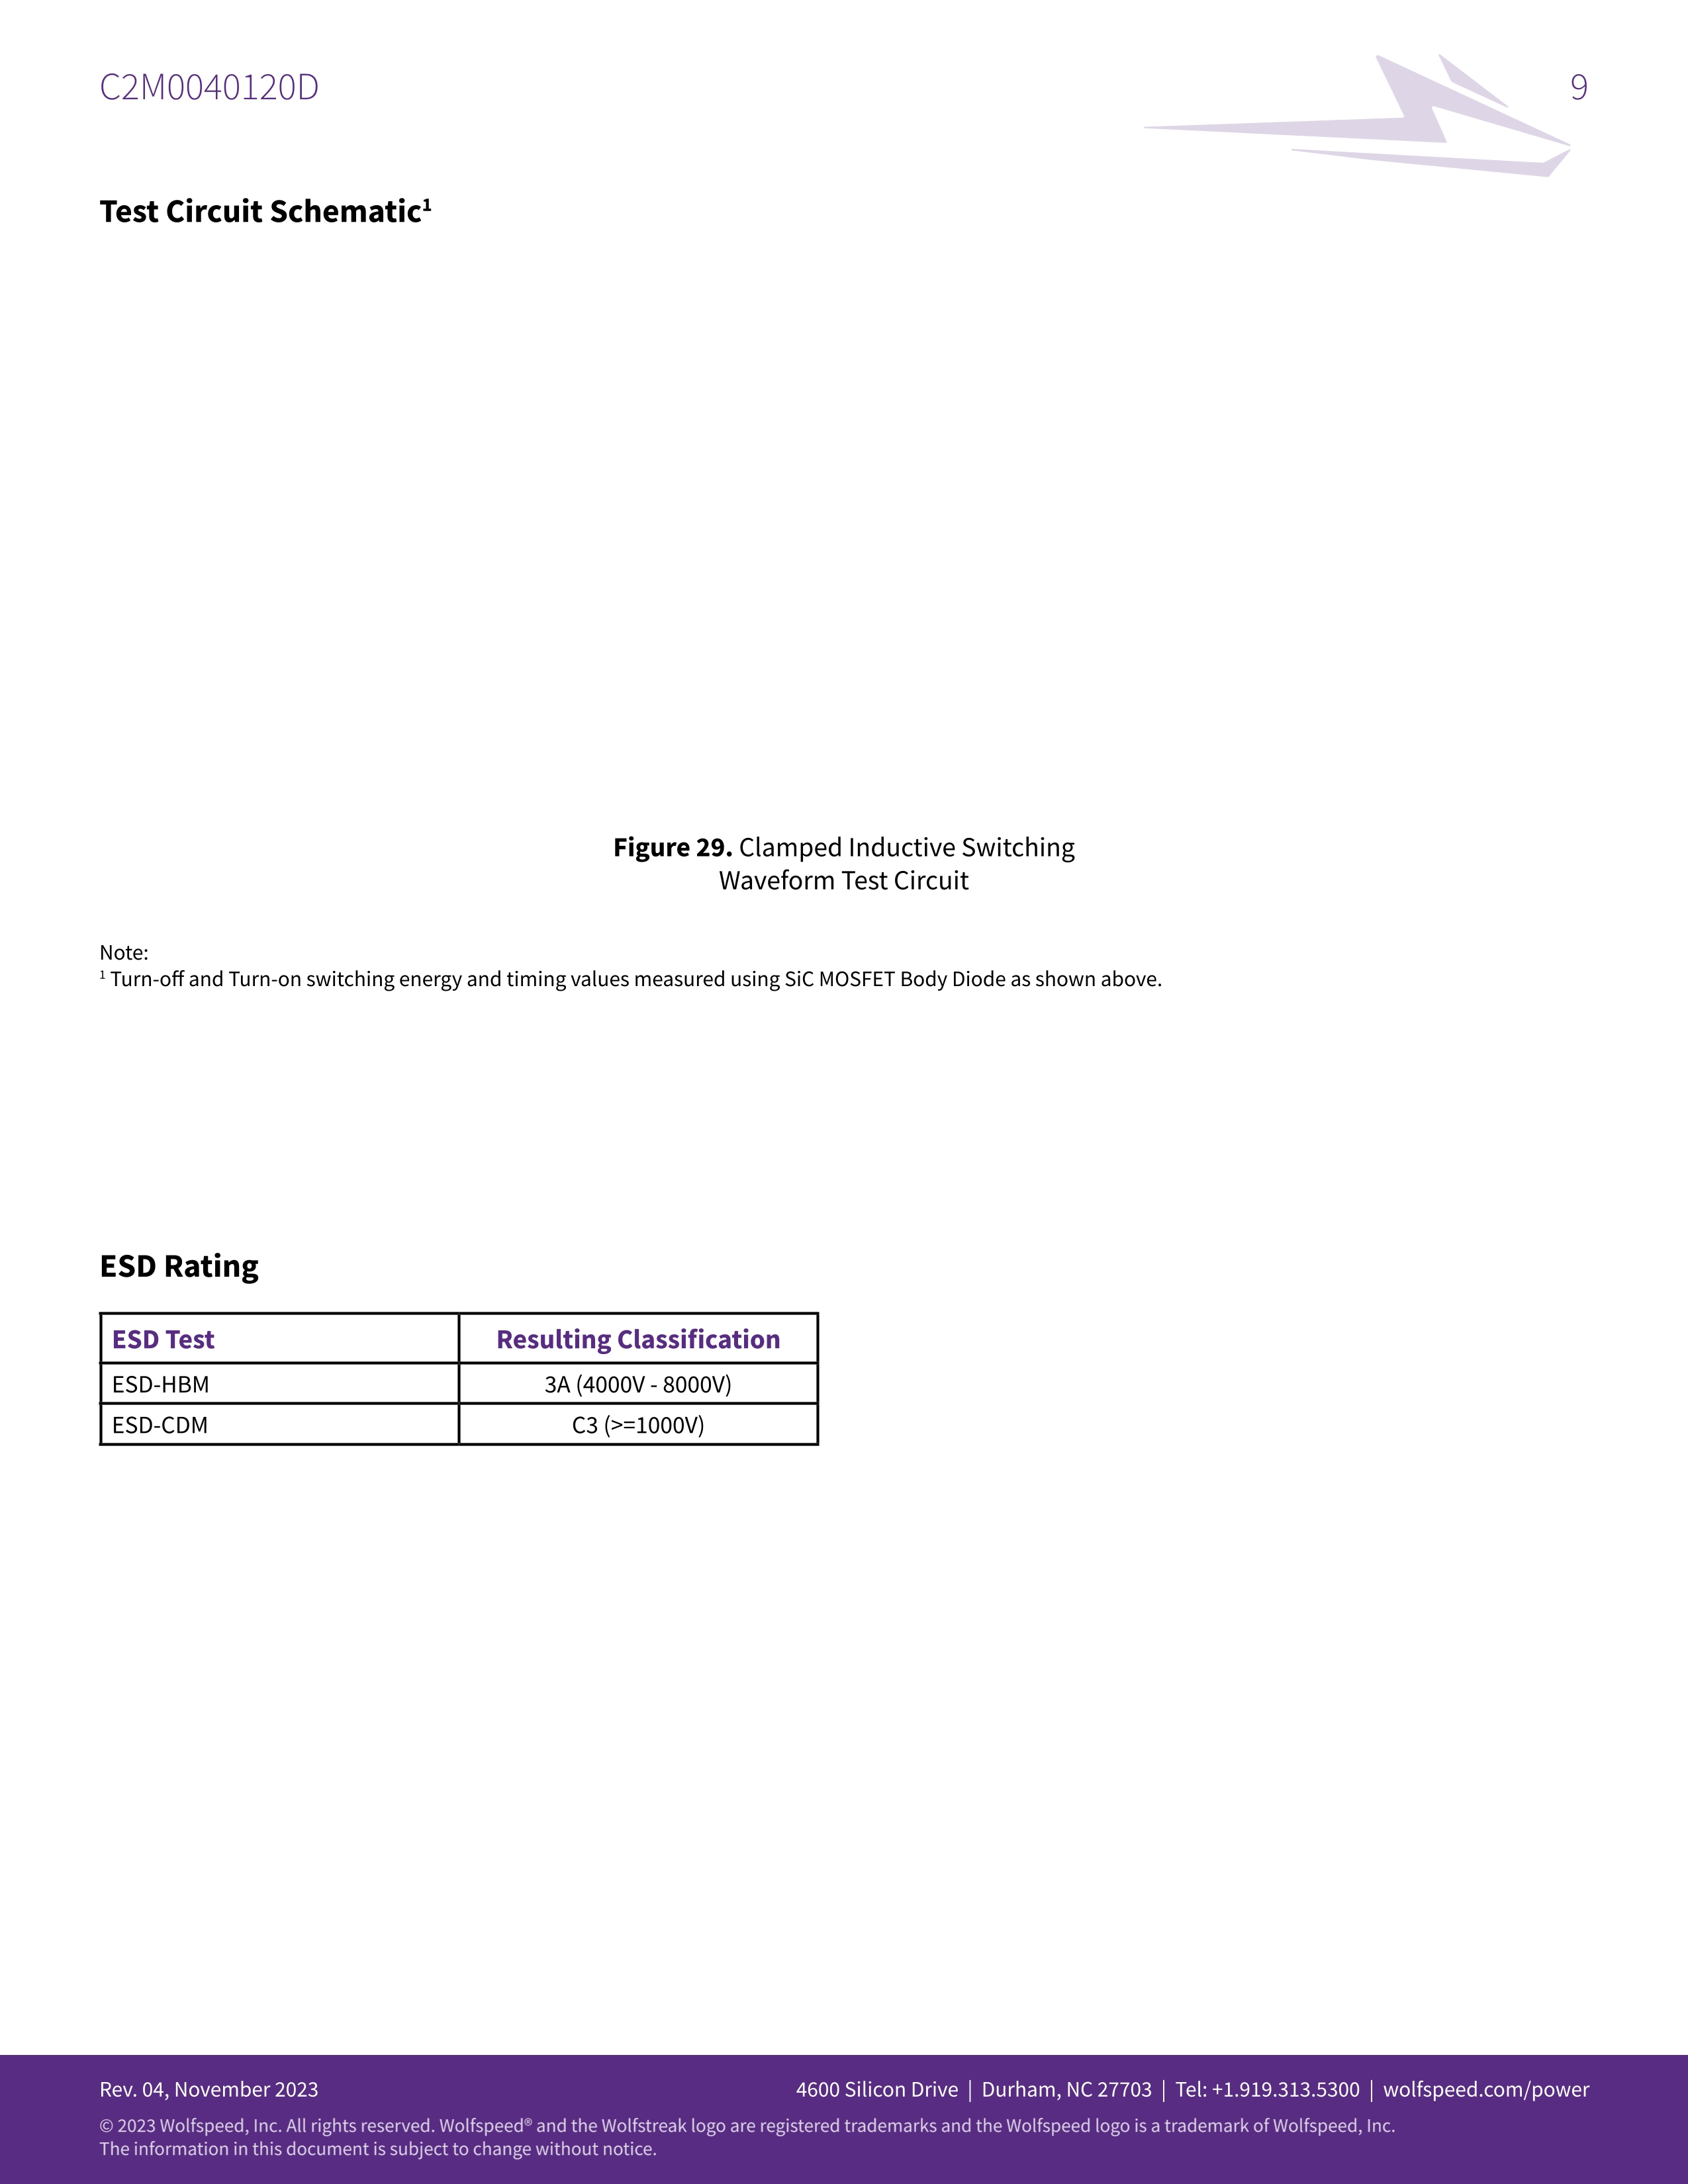 C2M0040120D
9
Test Circuit Schematic¹
Figure 29. Clamped Inductive Switching
Waveform Test Circuit
Note:
¹ Turn-off and Turn-on switching energy and timing values measured using SiC MOSFET Body Diode as shown above.
ESD Rating
ESD Test Resulting Classification
ESD-HBM 3A (4000V - 8000V)
ESD-CDM C3 (>=1000V)
Rev. 04, November 2023 4600 Silicon Drive | Durham, NC 27703 | Tel: +1.919.313.5300 | wolfspeed.com/power
© 2023 Wolfspeed, Inc. All rights reserved. Wolfspeed® and the Wolfstreak logo are registered trademarks and the Wolfspeed logo is a trademark of Wolfspeed, Inc.
The information in this document is subject to change without notice.